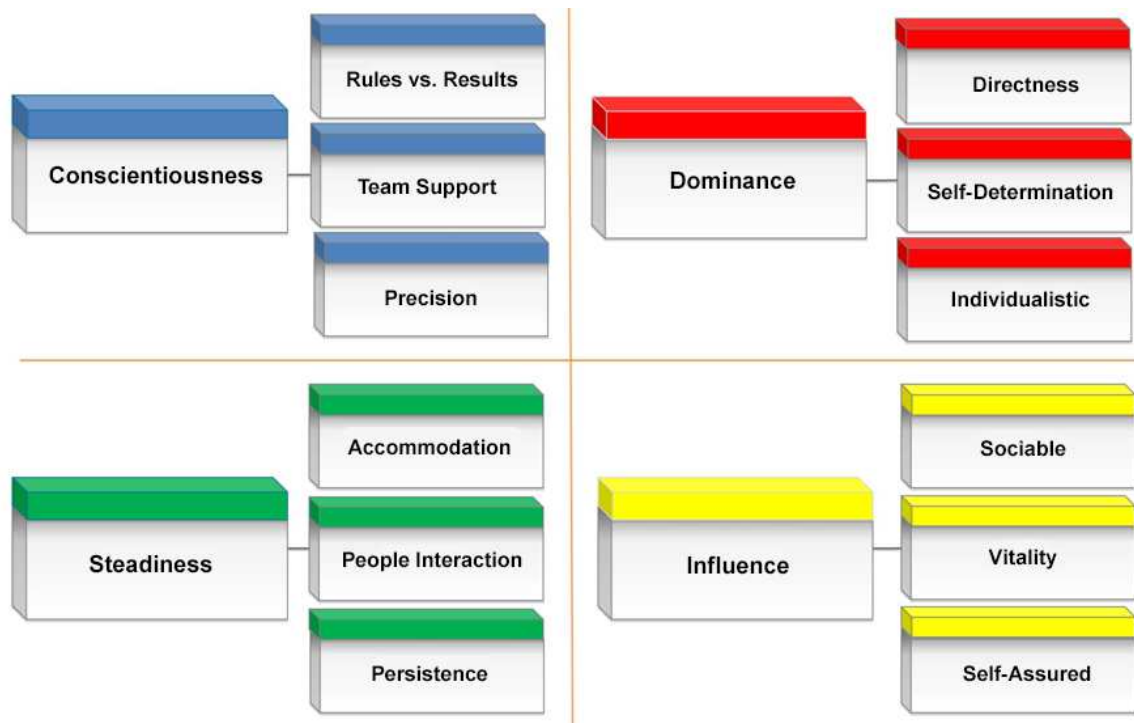 Conscientiousness
Rules vs. Results
Team Support
Precision
Dominance
Directness
Self-Determination
Individualistic
Steadiness
Accommodation
People Interaction
Persistence
Influence
Sociable
Vitality
Self-Assured